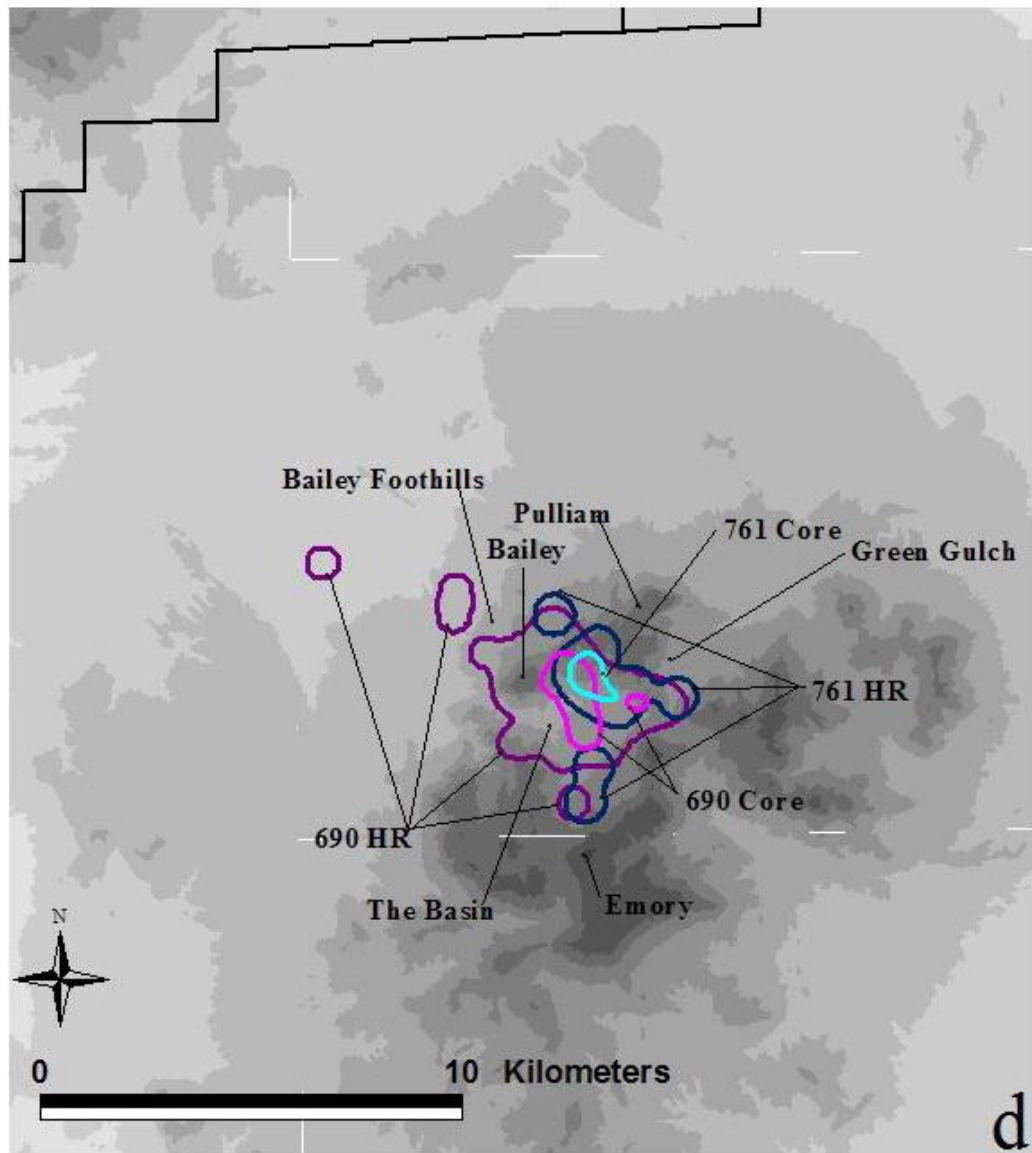 Bailey Foothills
Pulliam
761 Core
Bailey
Green Gulch
761 HR
690 Core
690 HR
The Basin
Emory
N
0 10 Kilometers
d